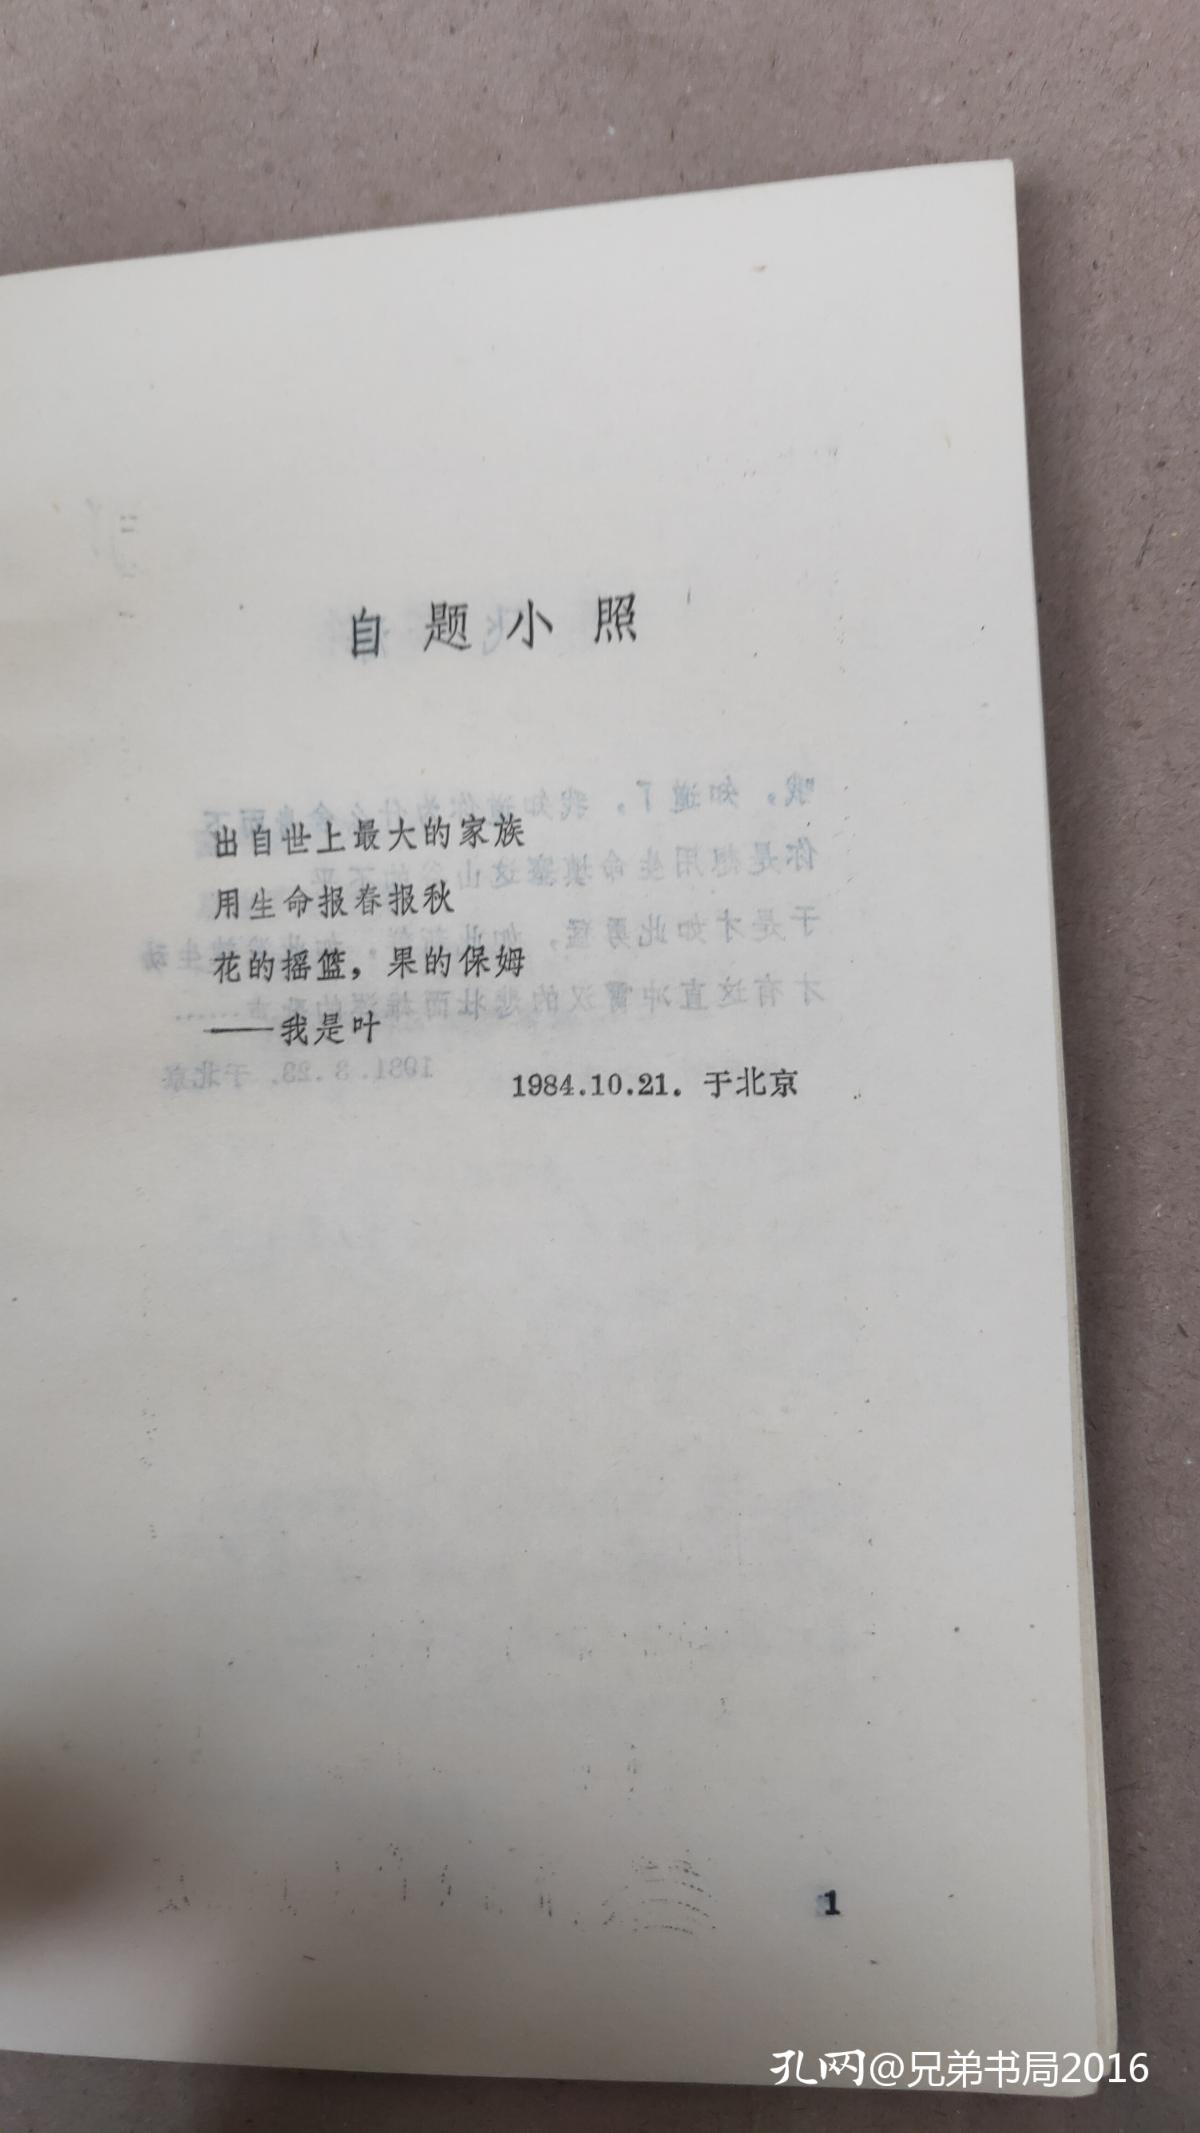 自题小照
出自世上最大的家族
用生命报春报秋
花的摇篮，果的保姆
——我是叶
1984.10.21. 于北京
1
孔网@兄弟书局2016